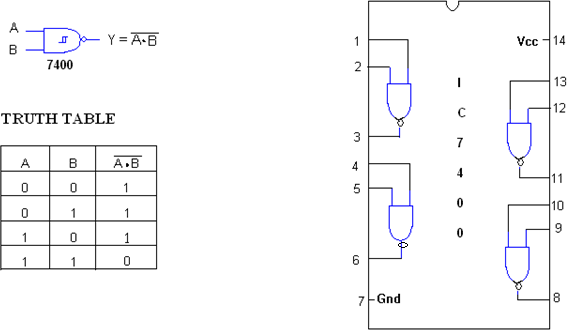 A
B
Y = A•B
7400
TRUTH TABLE
A B A•B
0 0 1
0 1 1
1 0 1
1 1 0
1
2
3
4
5
6
7 Gnd
I
C
7
4
0
0
Vcc 14
13
12
11
10
9
8